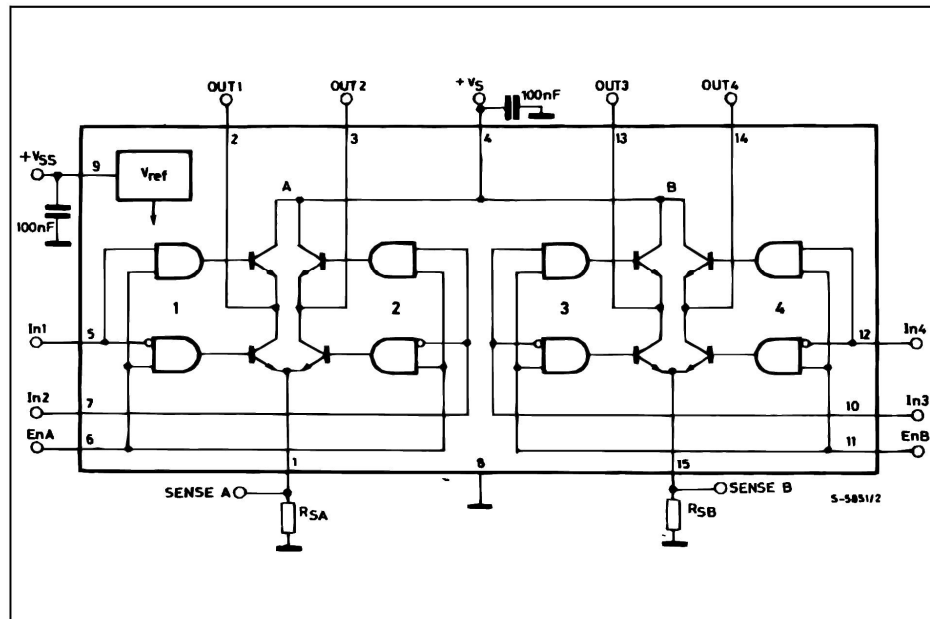 OUT1 OUT2 +VS 100nF OUT3 OUT4
2 3 4 13 14
+VSS 9 Vref A B
100nF
1 2 3 4
In1 5 12 In4
In2 7 10 In3
EnA 6 11 EnB
1 8 15
SENSE A SENSE B S-5851/2
RSA RSB